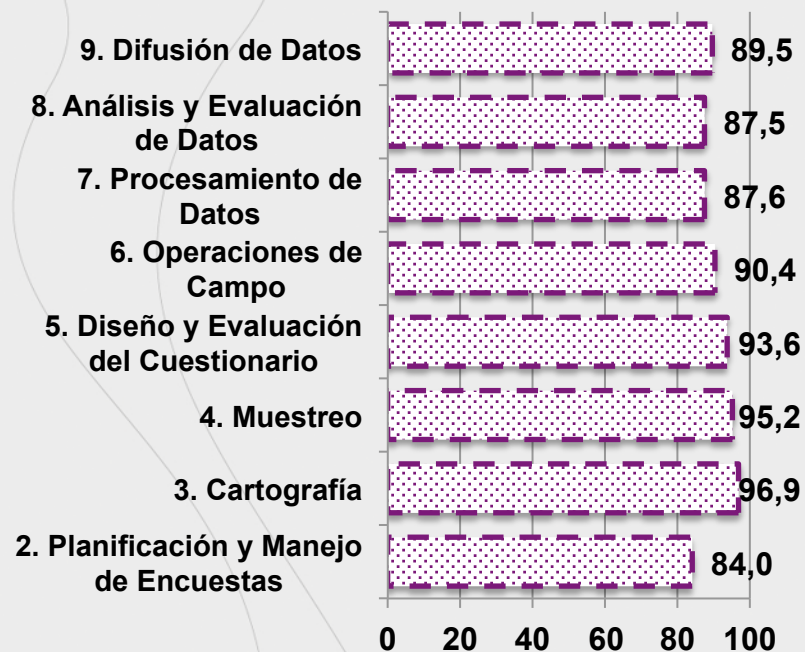 9. Difusión de Datos 89,5
8. Análisis y Evaluación
de Datos 87,5
7. Procesamiento de
Datos 87,6
6. Operaciones de
Campo 90,4
5. Diseño y Evaluación
del Cuestionario 93,6
4. Muestreo 95,2
3. Cartografía 96,9
2. Planificación y Manejo
de Encuestas 84,0
0 20 40 60 80 100